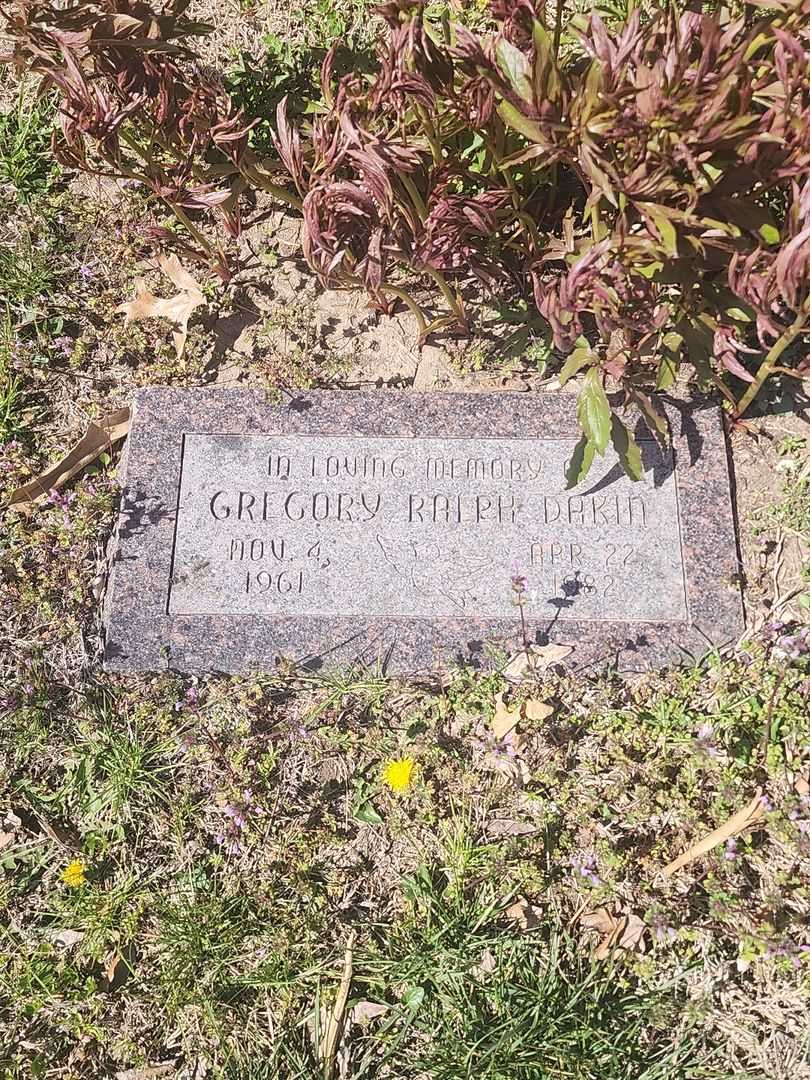 IN LOVING MEMORY O
GREGORY RALPH DAKIN
NOV. 4, APR. 22
1961 1982